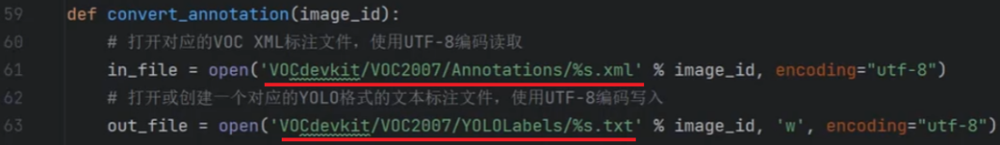 59 def convert_annotation(image_id):
60 # 打开对应的VOC XML标注文件，使用UTF-8编码读取
61 in_file = open('VOCdevkit/VOC2007/Annotations/%s.xml' % image_id, encoding="utf-8")
62 # 打开或创建一个对应的YOLO格式的文本标注文件，使用UTF-8编码写入
63 out_file = open('VOCdevkit/VOC2007/YOLOLabels/%s.txt' % image_id, 'w', encoding="utf-8")